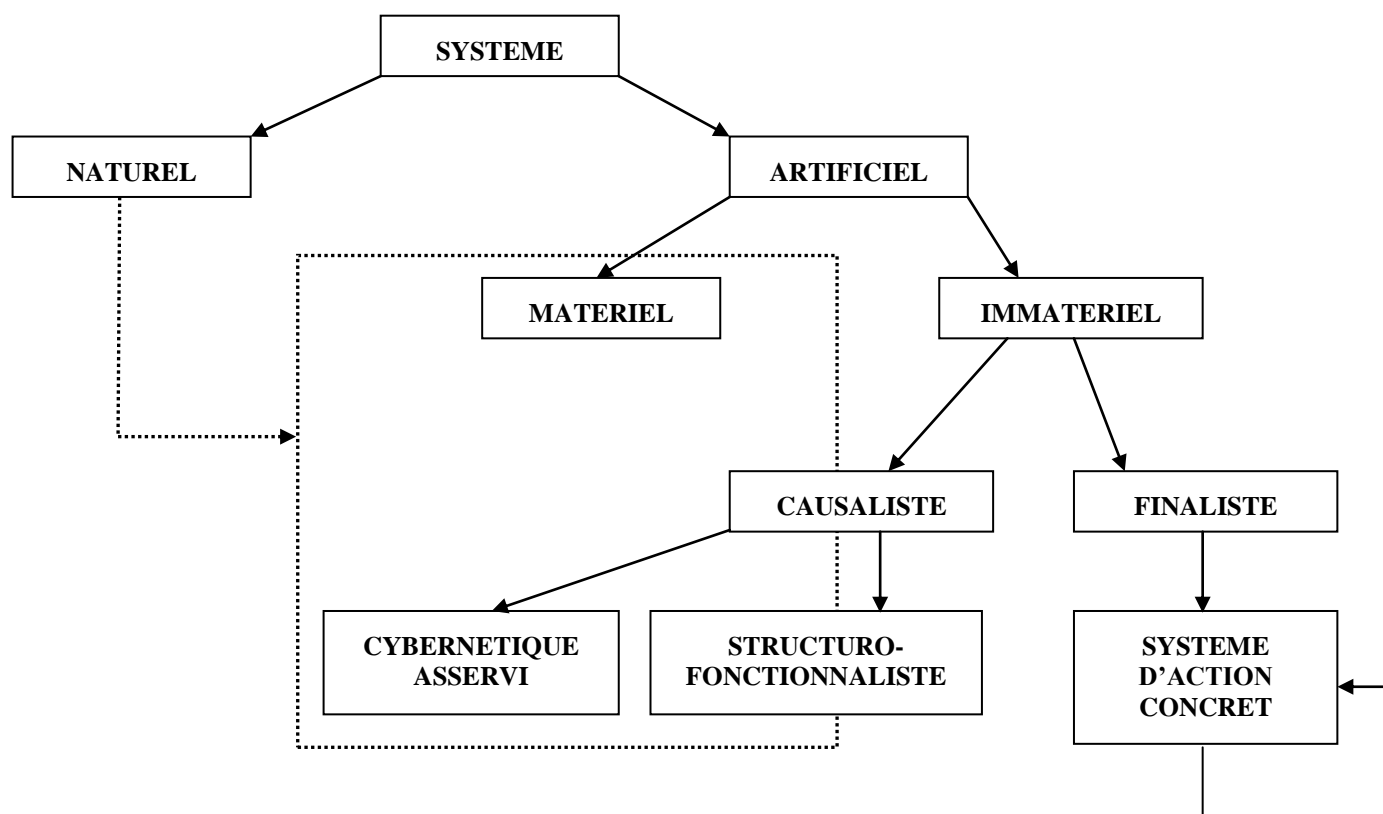 SYSTEME
NATUREL
ARTIFICIEL
MATERIEL
IMMATERIEL
CAUSALISTE
FINALISTE
CYBERNETIQUE
ASSERVI
STRUCTURO-
FONCTIONNALISTE
SYSTEME
D’ACTION
CONCRET